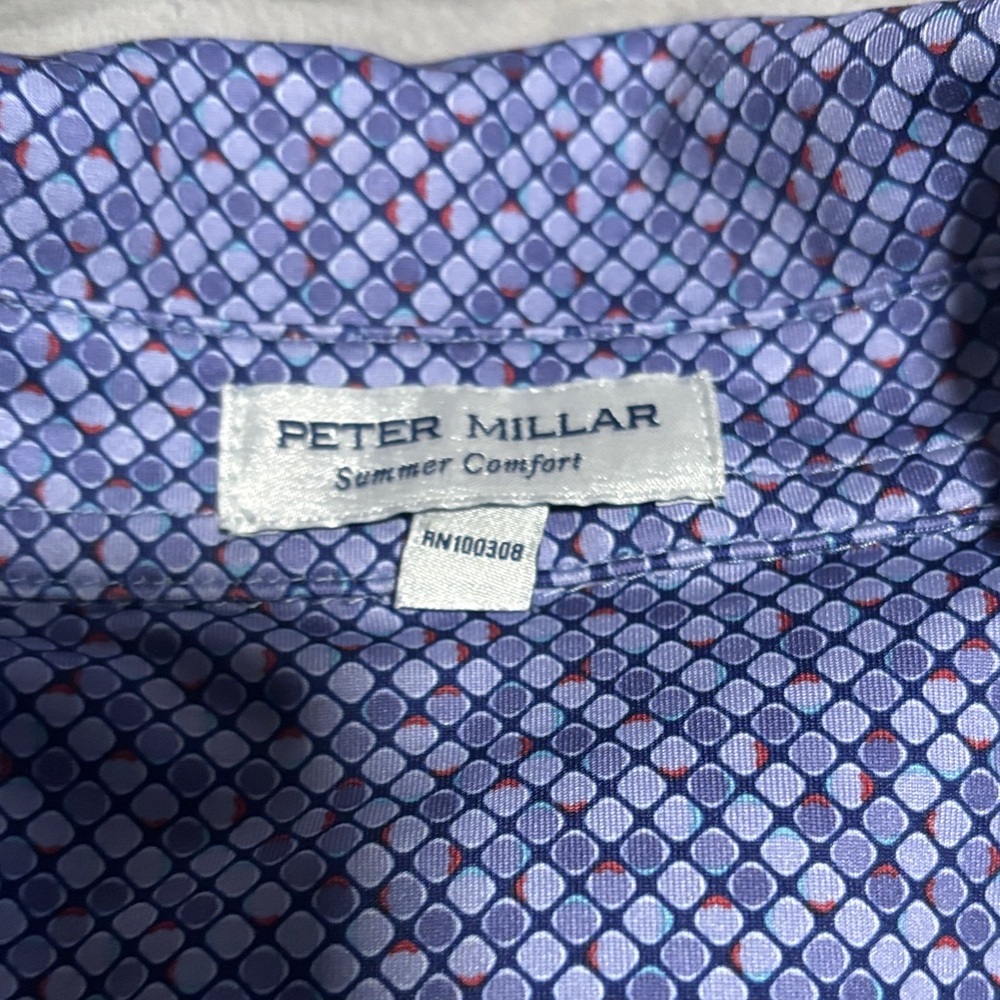 PETER MILLAR
Summer Comfort
RN100308